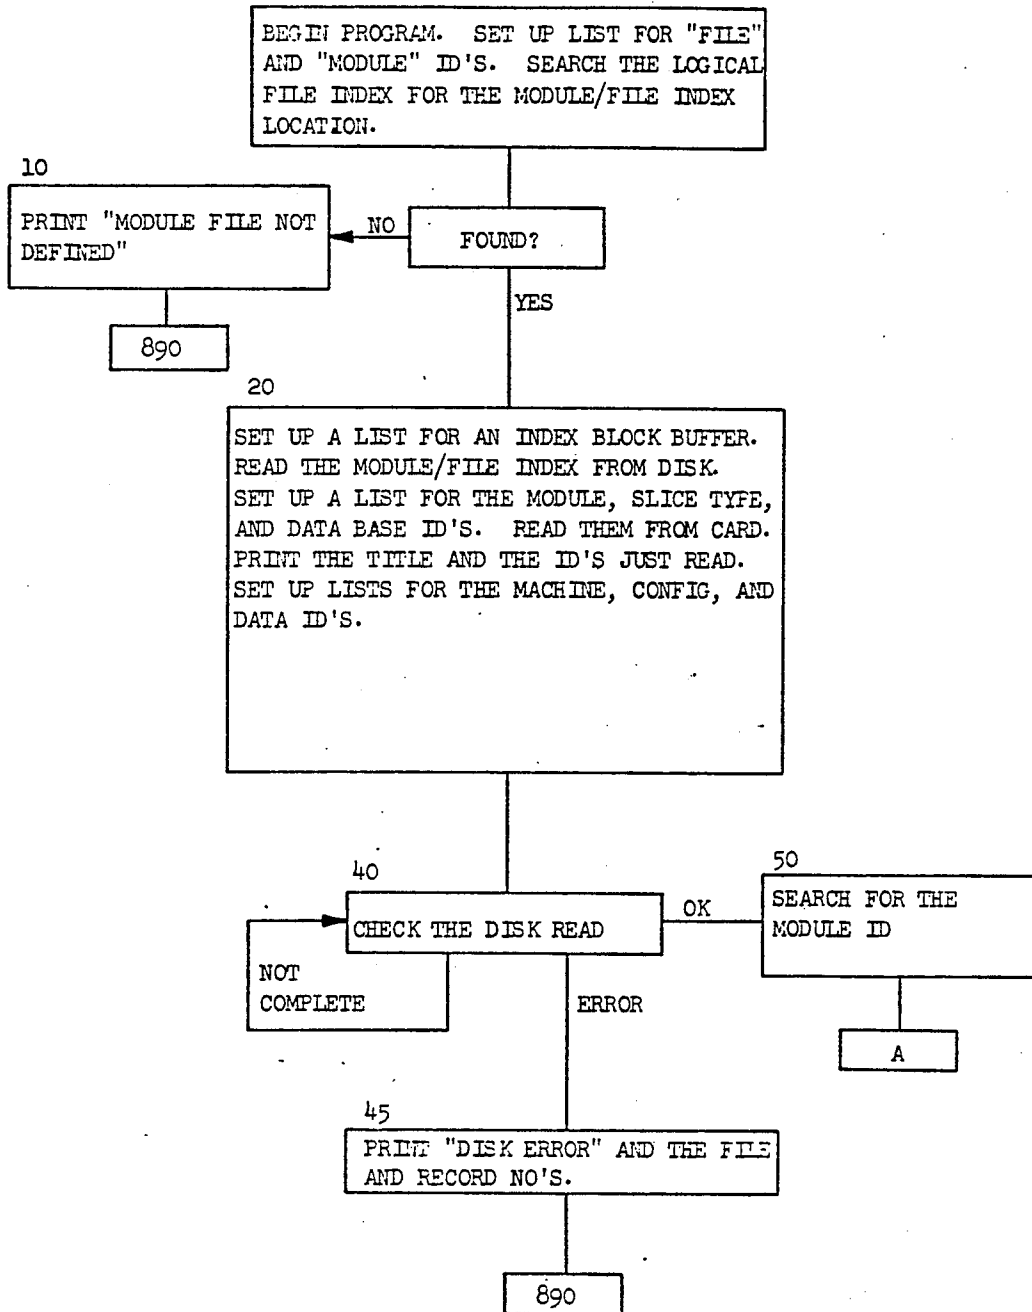 BEGIN PROGRAM. SET UP LIST FOR "FILE"
AND "MODULE" ID'S. SEARCH THE LOGICAL
FILE INDEX FOR THE MODULE/FILE INDEX
LOCATION.
10
PRINT "MODULE FILE NOT
DEFINED"
NO
FOUND?
YES
890
20
SET UP A LIST FOR AN INDEX BLOCK BUFFER.
READ THE MODULE/FILE INDEX FROM DISK.
SET UP A LIST FOR THE MODULE, SLICE TYPE,
AND DATA BASE ID'S. READ THEM FROM CARD.
PRINT THE TITLE AND THE ID'S JUST READ.
SET UP LISTS FOR THE MACHINE, CONFIG, AND
DATA ID'S.
40
CHECK THE DISK READ
OK
50
SEARCH FOR THE
MODULE ID
NOT
COMPLETE
ERROR
A
45
PRINT "DISK ERROR" AND THE FILE
AND RECORD NO'S.
890